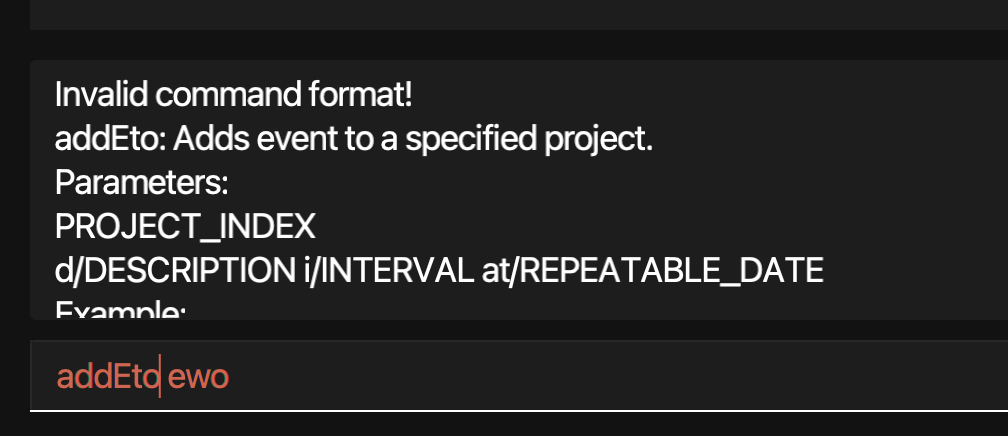 Invalid command format!
addEto: Adds event to a specified project.
Parameters:
PROJECT_INDEX
d/DESCRIPTION i/INTERVAL at/REPEATABLE_DATE
Example:
addEto ewo